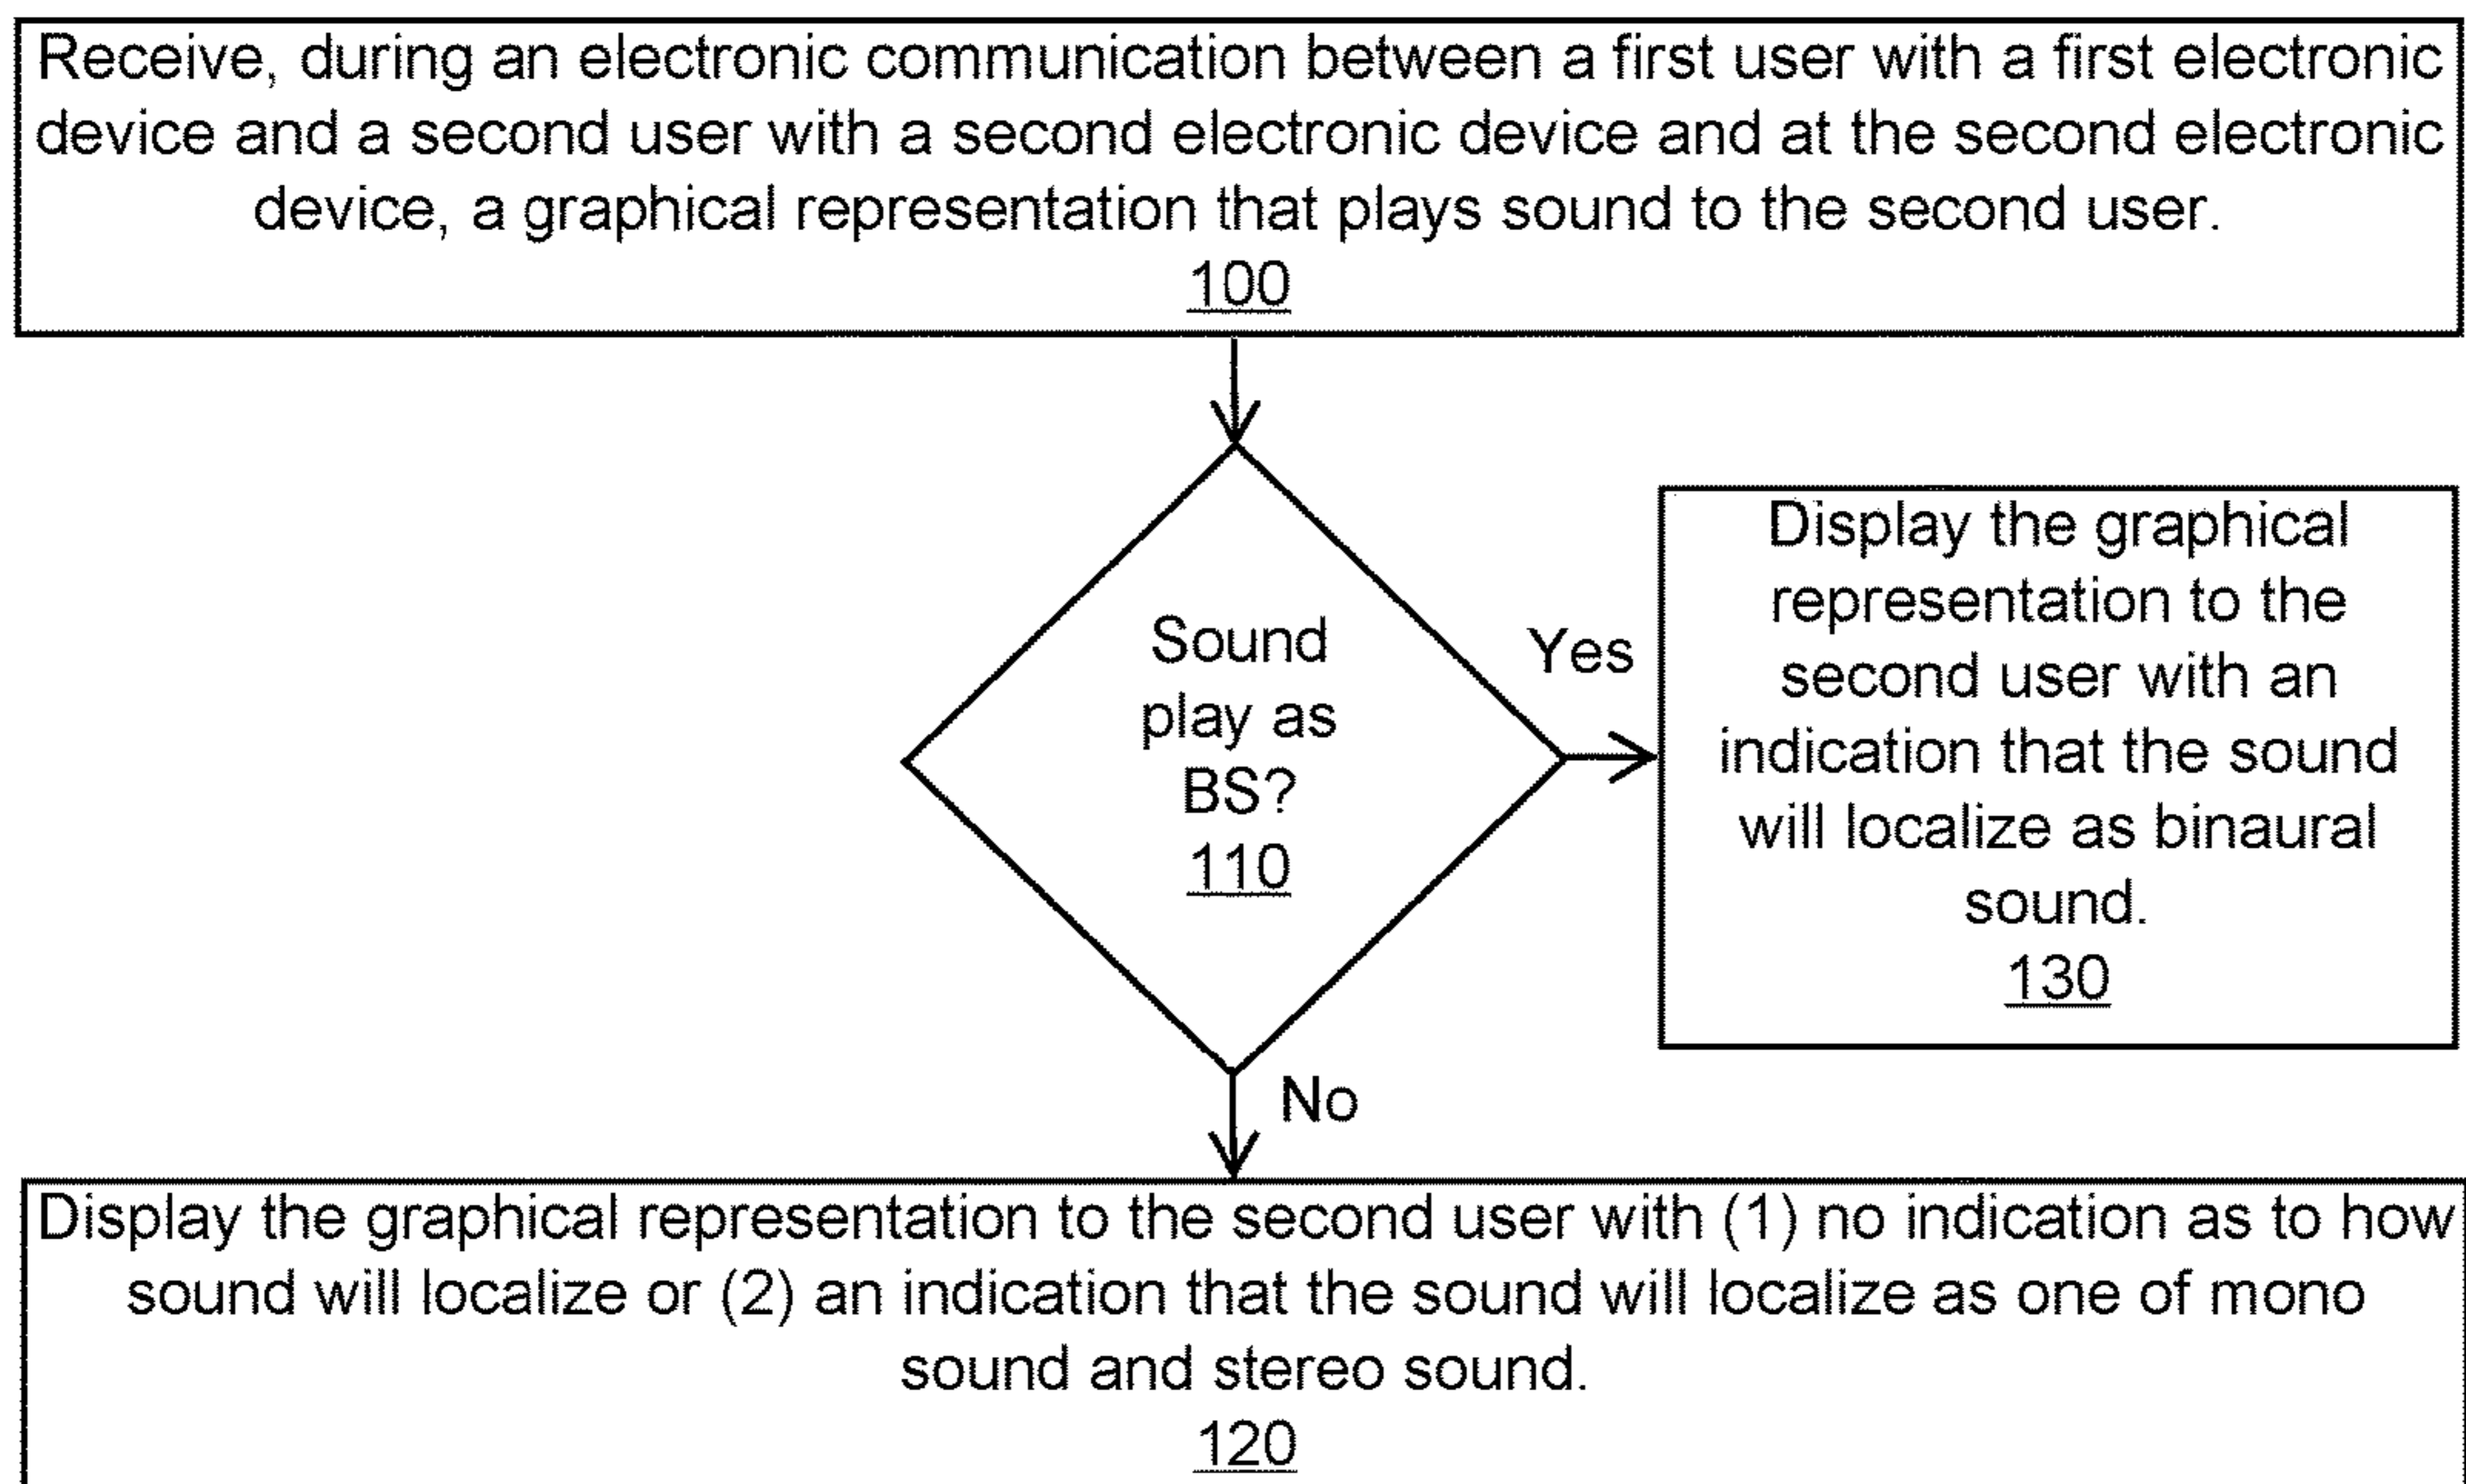 Receive, during an electronic communication between a first user with a first electronic
device and a second user with a second electronic device and at the second electronic
device, a graphical representation that plays sound to the second user.
100
Sound
play as
BS?
110
Yes
Display the graphical
representation to the
second user with an
indication that the sound
will localize as binaural
sound.
130
No
Display the graphical representation to the second user with (1) no indication as to how
sound will localize or (2) an indication that the sound will localize as one of mono
sound and stereo sound.
120